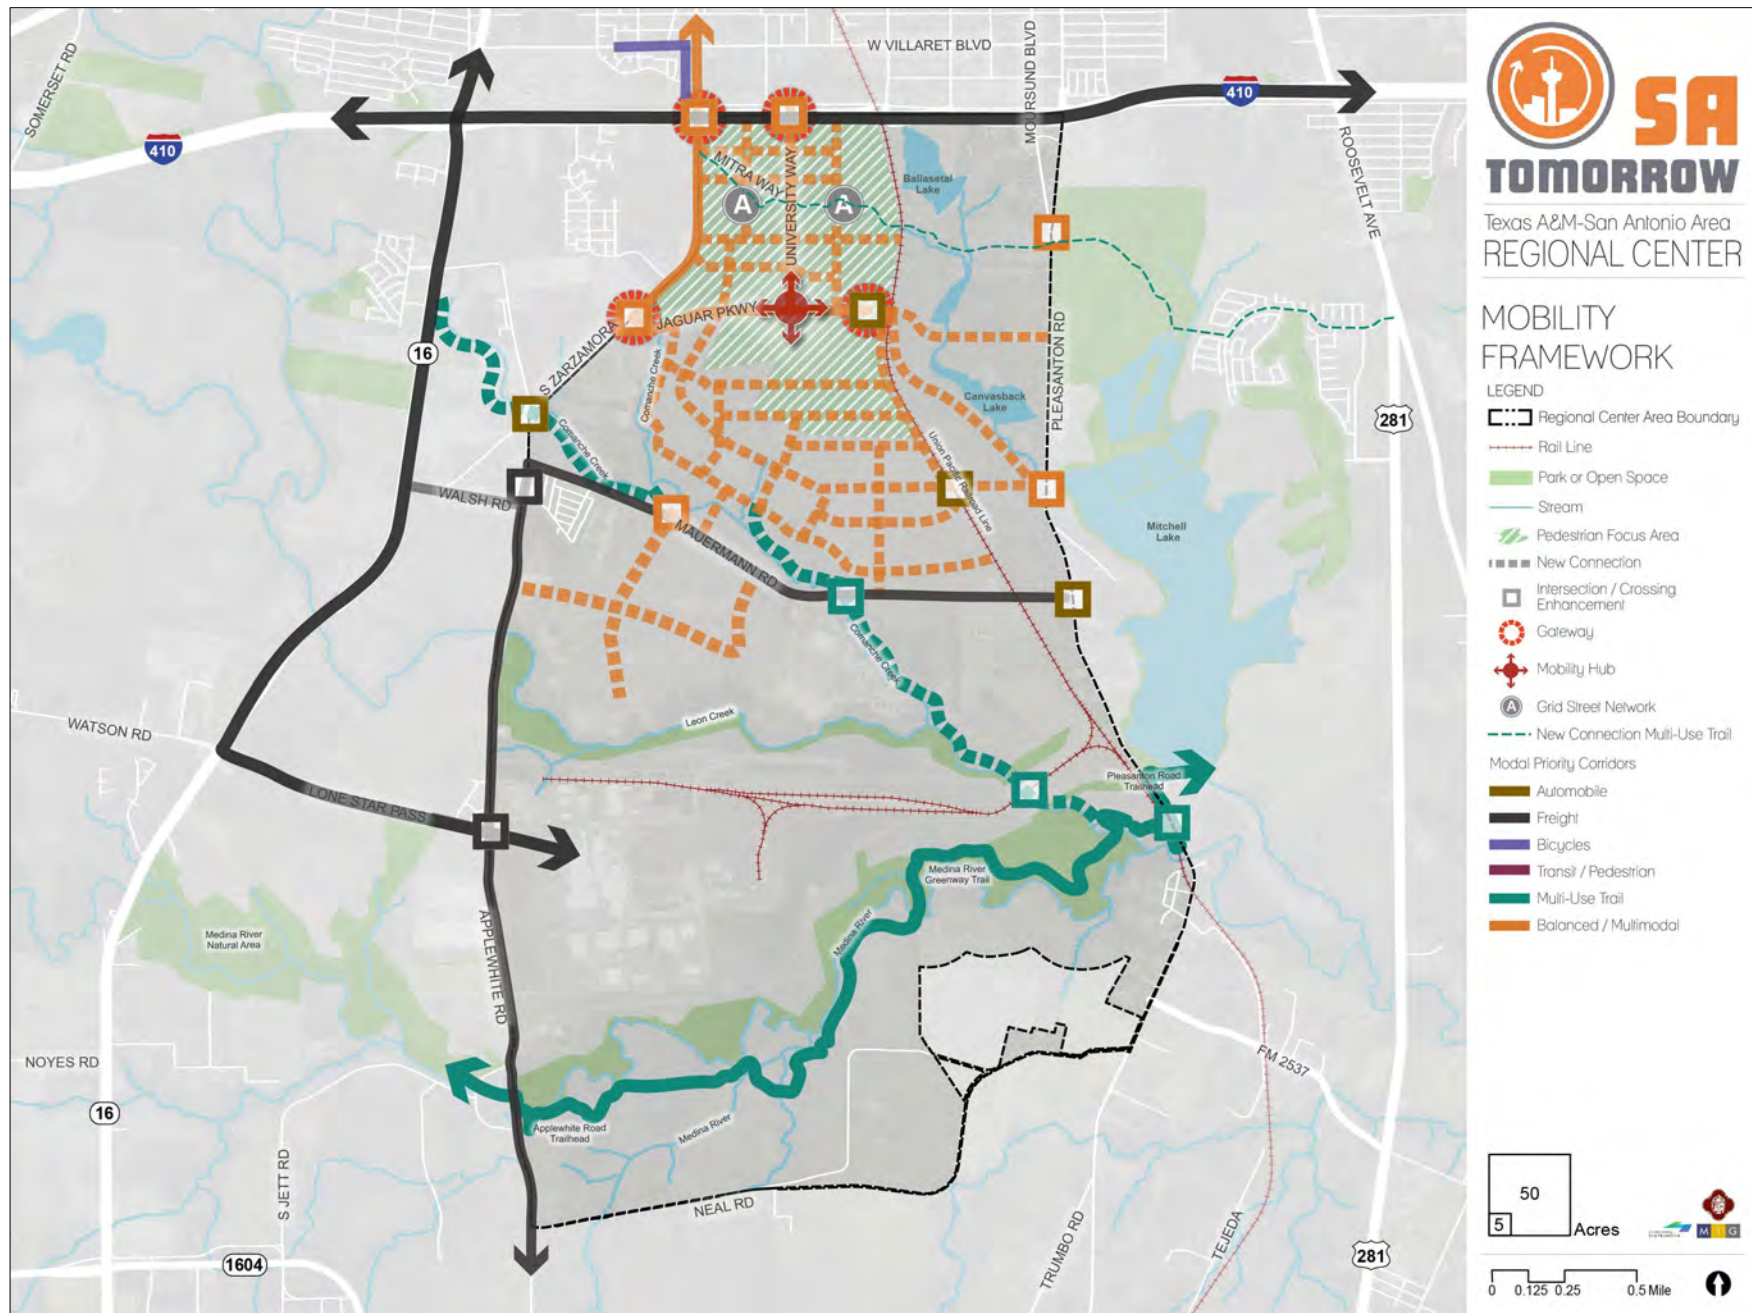 SOMERSET RD
W VILLARET BLVD
MOURSUND BLVD
410
410
ROOSEVELT AVE
MITRA WAY
UNIVERSITY WAY
Ballasetal
Lake
A
A
JAGUAR PKWY
S ZARZAMORA
16
Comanche Creek
PLEASANTON RD
Canvasback
Lake
281
Comanche Creek
Union Pacific Railroad Line
WALSH RD
MAUERMANN RD
Mitchell
Lake
Comanche Creek
Leon Creek
WATSON RD
LONE STAR PASS
Pleasanton Road
Trailhead
Medina River
Greenway Trail
Medina River
Natural Area
Medina River
APPLEWHITE RD
NOYES RD
16
FM 2537
Applewhite Road
Trailhead
Medina River
S JETT RD
NEAL RD
TRUMBO RD
TEJEDA
1604
281
SA
TOMORROW
Texas A&M-San Antonio Area
REGIONAL CENTER
MOBILITY
FRAMEWORK
LEGEND
Regional Center Area Boundary
Rail Line
Park or Open Space
Stream
Pedestrian Focus Area
New Connection
Intersection / Crossing
Enhancement
Gateway
Mobility Hub
A Grid Street Network
New Connection Multi-Use Trail
Modal Priority Corridors
Automobile
Freight
Bicycles
Transit / Pedestrian
Multi-Use Trail
Balanced / Multimodal
50
5
Acres
M I G
0 0.125 0.25 0.5 Mile